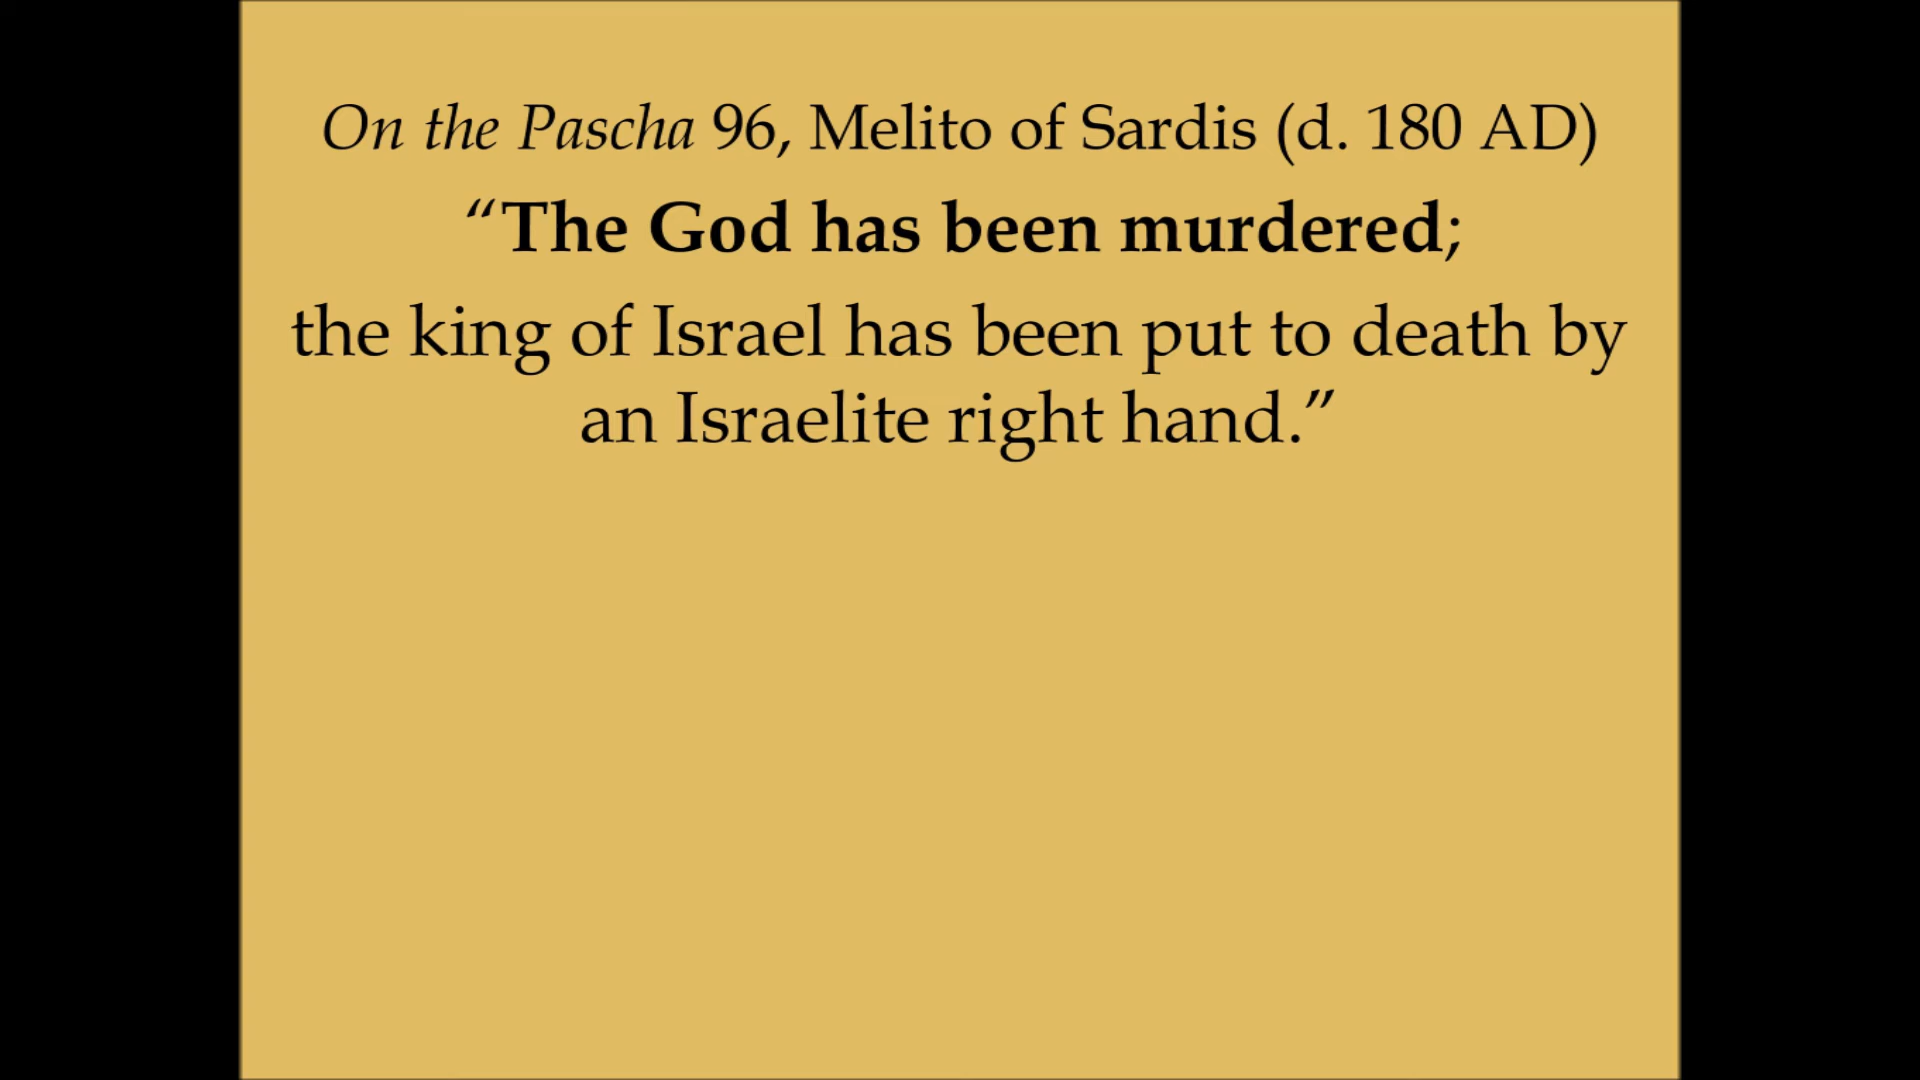 On the Pascha 96, Melito of Sardis (d. 180 AD)
“The God has been murdered;
the king of Israel has been put to death by
an Israelite right hand.”